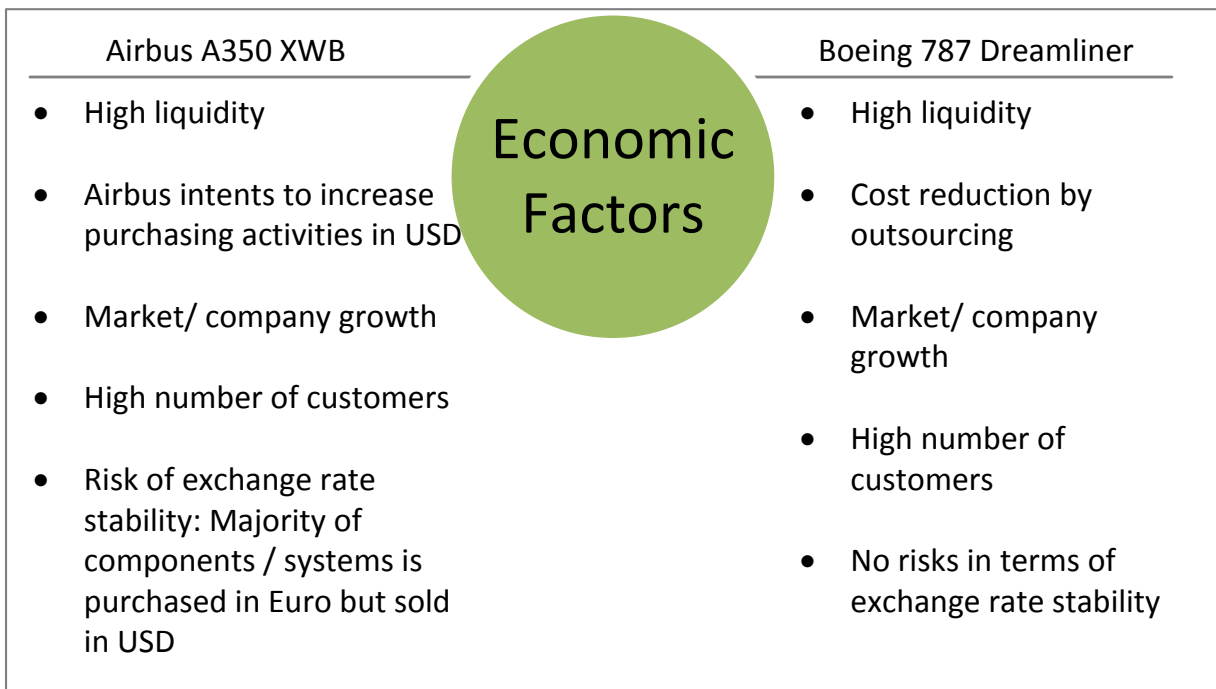 Airbus A350 XWB
• High liquidity
• Airbus intents to increase
purchasing activities in USD
• Market/ company growth
• High number of customers
• Risk of exchange rate
stability: Majority of
components / systems is
purchased in Euro but sold
in USD
Economic
Factors
Boeing 787 Dreamliner
• High liquidity
• Cost reduction by
outsourcing
• Market/ company
growth
• High number of
customers
• No risks in terms of
exchange rate stability